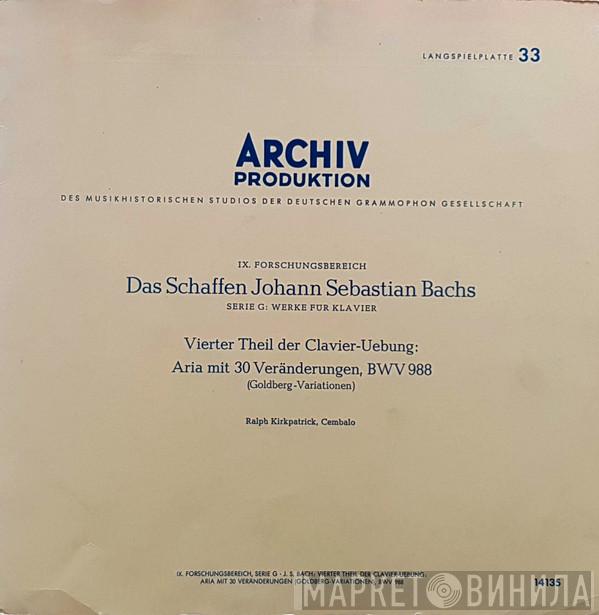 LANGSPIELPLATTE 33
ARCHIV
PRODUKTION
DES MUSIKHISTORISCHEN STUDIOS DER DEUTSCHEN GRAMMOPHON GESELLSCHAFT
IX. FORSCHUNGSBEREICH
Das Schaffen Johann Sebastian Bachs
SERIE G: WERKE FÜR KLAVIER
Vierter Theil der Clavier-Uebung:
Aria mit 30 Veränderungen, BWV 988
(Goldberg-Variationen)
Ralph Kirkpatrick, Cembalo
IX. FORSCHUNGSBEREICH, SERIE G · J. S. BACH: VIERTER THEIL DER CLAVIER-UEBUNG:
ARIA MIT 30 VERÄNDERUNGEN (GOLDBERG-VARIATIONEN), BWV 988
14135
МАРКЕТ ВИНИЛА